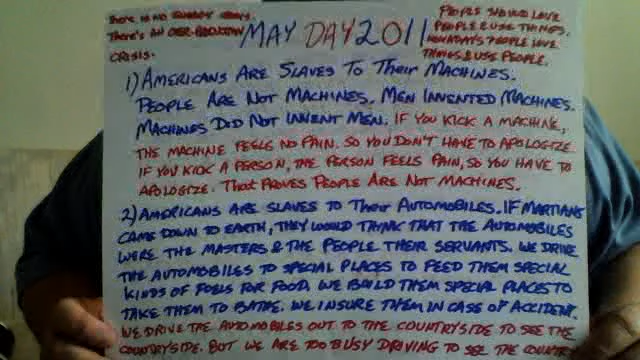 THERE IS NO ENERGY CRISIS.
THERE'S AN OVER-POPULATION
CRISIS.
MAY DAY 2011
PEOPLE SHOULD LOVE
PEOPLE & USE THINGS.
NOWADAYS PEOPLE LOVE
THINGS & USE PEOPLE.
1) AMERICANS ARE SLAVES TO THEIR MACHINES.
PEOPLE ARE NOT MACHINES. MEN INVENTED MACHINES.
MACHINES DID NOT INVENT MEN. IF YOU KICK A MACHINE,
THE MACHINE FEELS NO PAIN. SO YOU DON'T HAVE TO APOLOGIZE.
IF YOU KICK A PERSON, THE PERSON FEELS PAIN, SO YOU HAVE TO
APOLOGIZE. THAT PROVES PEOPLE ARE NOT MACHINES.
2) AMERICANS ARE SLAVES TO THEIR AUTOMOBILES. IF MARTIANS
CAME DOWN TO EARTH, THEY WOULD THINK THAT THE AUTOMOBILES
WERE THE MASTERS & THE PEOPLE THEIR SERVANTS. WE DRIVE
THE AUTOMOBILES TO SPECIAL PLACES TO FEED THEM SPECIAL
KINDS OF FUELS FOR FOOD. WE BUILD THEM SPECIAL PLACES TO
TAKE THEM TO BATHE. WE INSURE THEM IN CASE OF ACCIDENT.
WE DRIVE THE AUTOMOBILES OUT TO THE COUNTRYSIDE TO SEE THE
COUNTRYSIDE. BUT WE ARE TOO BUSY DRIVING TO SEE THE